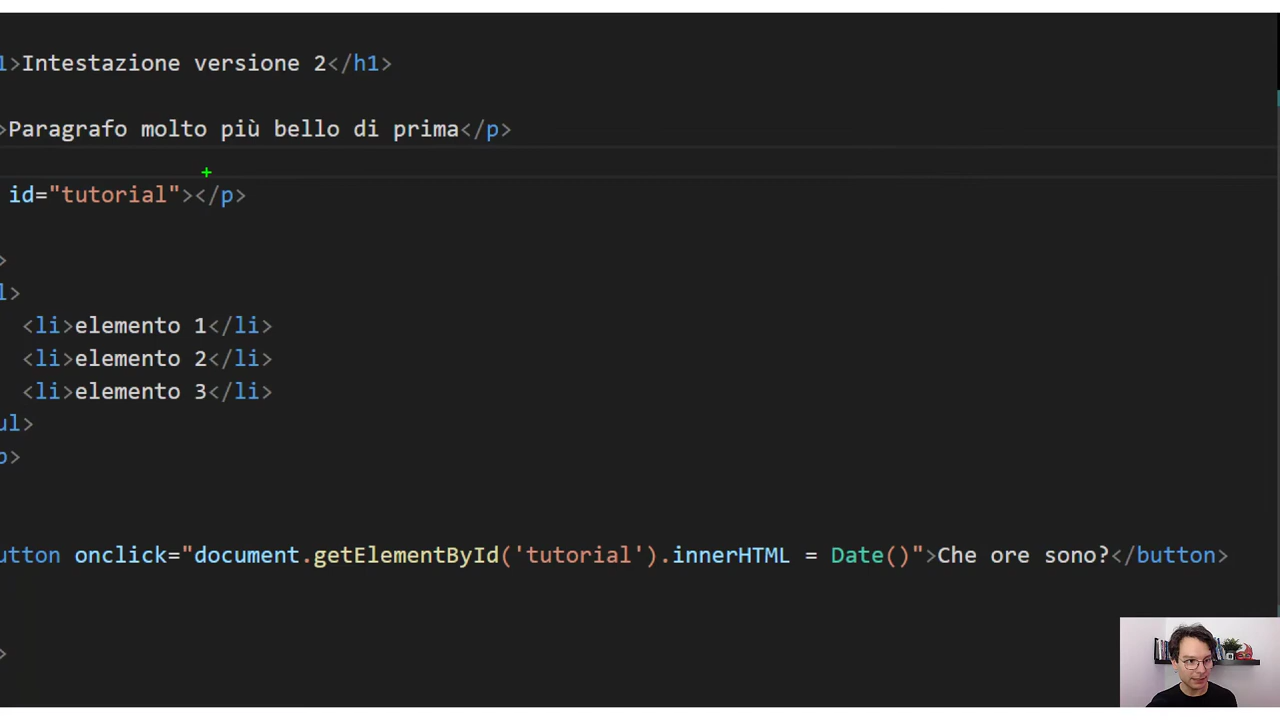 l>Intestazione versione 2</h1>
>Paragrafo molto più bello di prima</p>
id="tutorial"></p>
>
l>
<li>elemento 1</li>
<li>elemento 2</li>
<li>elemento 3</li>
ul>
p>
utton onclick="document.getElementById('tutorial').innerHTML = Date()">Che ore sono?</button>
>